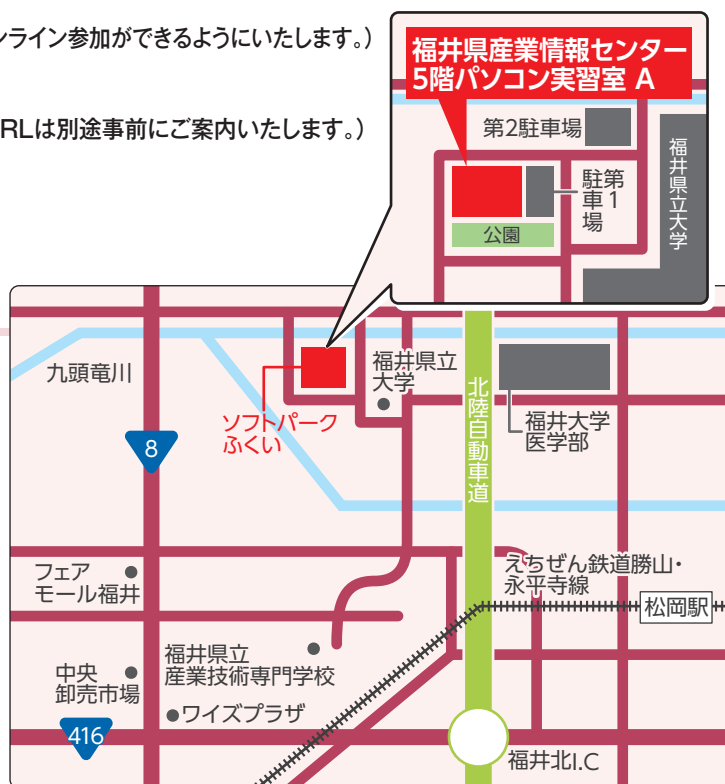 ンライン参加ができるようにいたします。）
RLは別途事前にご案内いたします。）
福井県産業情報センター
5階パソコン実習室 A
第2駐車場
第1
駐車場
公園
福井県立大学
九頭竜川
福井県立
大学
ソフトパーク
ふくい
北陸自動車道
福井大学
医学部
8
フェア
モール福井
えちぜん鉄道勝山・
永平寺線
松岡駅
福井県立
産業技術専門学校
中央
卸売市場
ワイズプラザ
416
福井北I.C